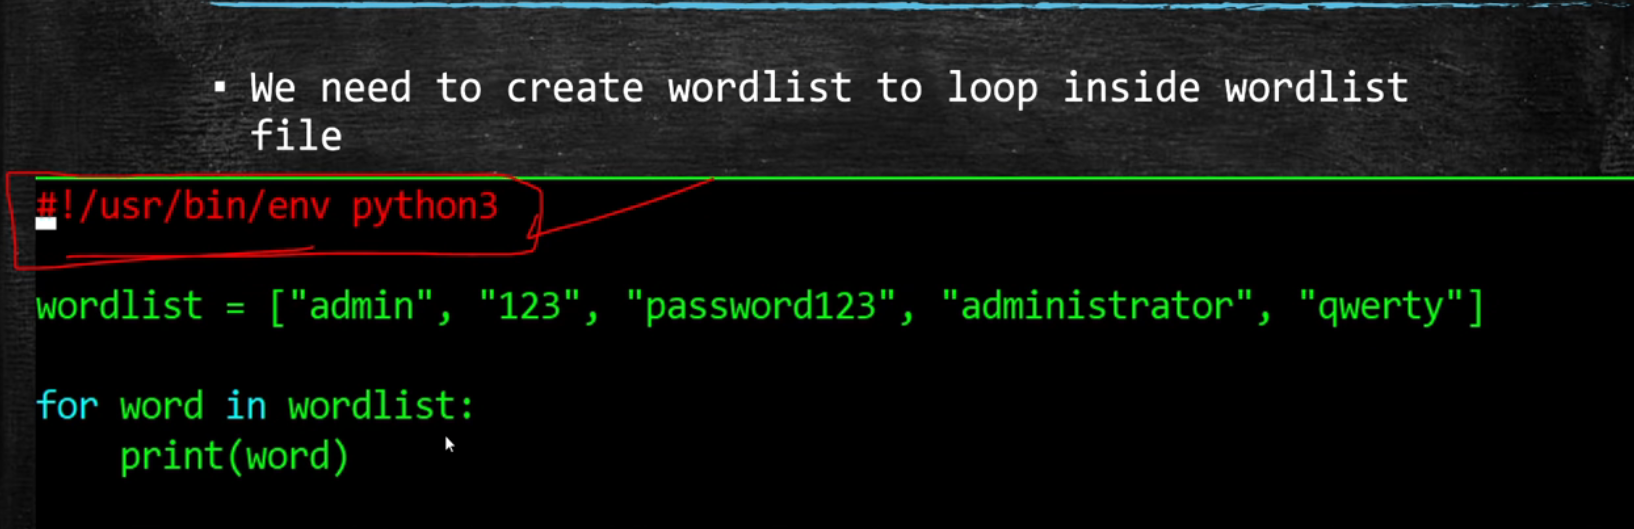 ▪ We need to create wordlist to loop inside wordlist
file
#!/usr/bin/env python3
wordlist = ["admin", "123", "password123", "administrator", "qwerty"]
for word in wordlist:
    print(word)